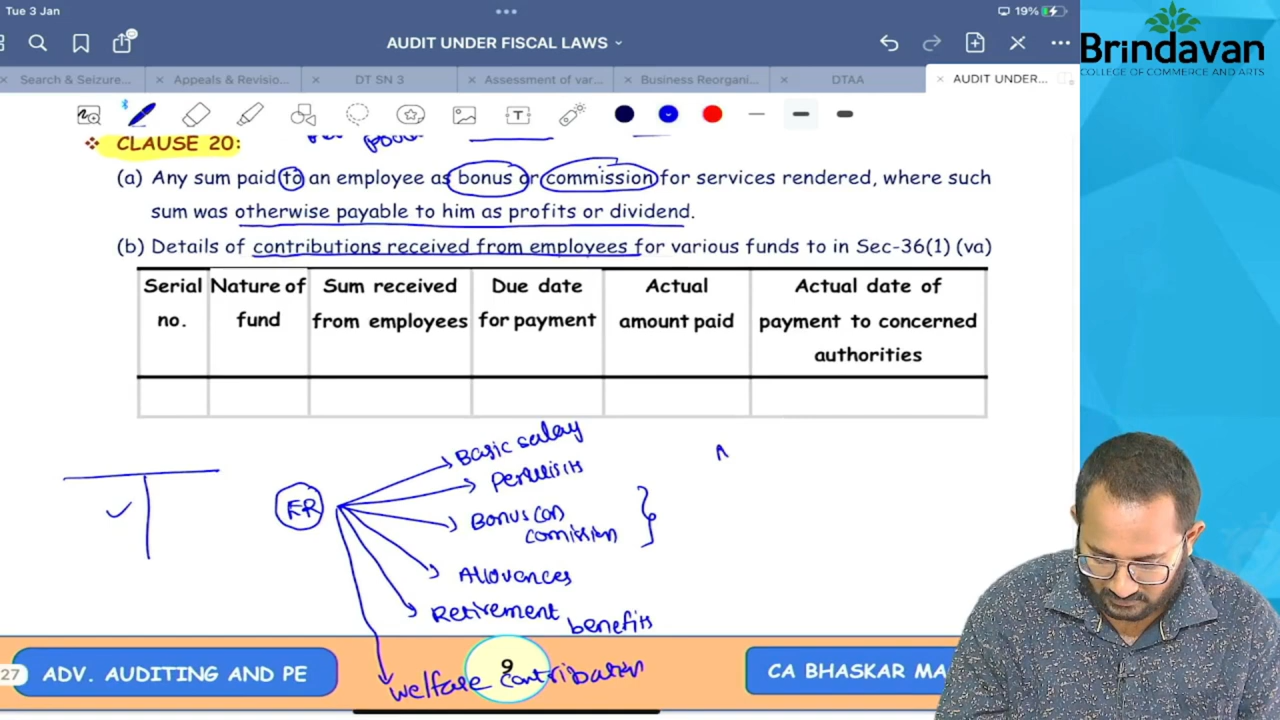 Tue 3 Jan
19%
AUDIT UNDER FISCAL LAWS
Search & Seizure...
Appeals & Revisio...
DT SN 3
Assessment of var...
Business Reorgani...
DTAA
AUDIT UNDER...
Brindavan
COLLEGE OF COMMERCE AND ARTS
CLAUSE 20:
(a) Any sum paid to an employee as bonus or commission for services rendered, where such
sum was otherwise payable to him as profits or dividend.
(b) Details of contributions received from employees for various funds to in Sec-36(1) (va)
Serial no.
Nature of fund
Sum received from employees
Due date for payment
Actual amount paid
Actual date of payment to concerned authorities
Basic salary
Perquisits
ER
Bonus (or)
comission
Allovances
Retirement benefits
welfare contribution
27
ADV. AUDITING AND PE
9
CA BHASKAR MA